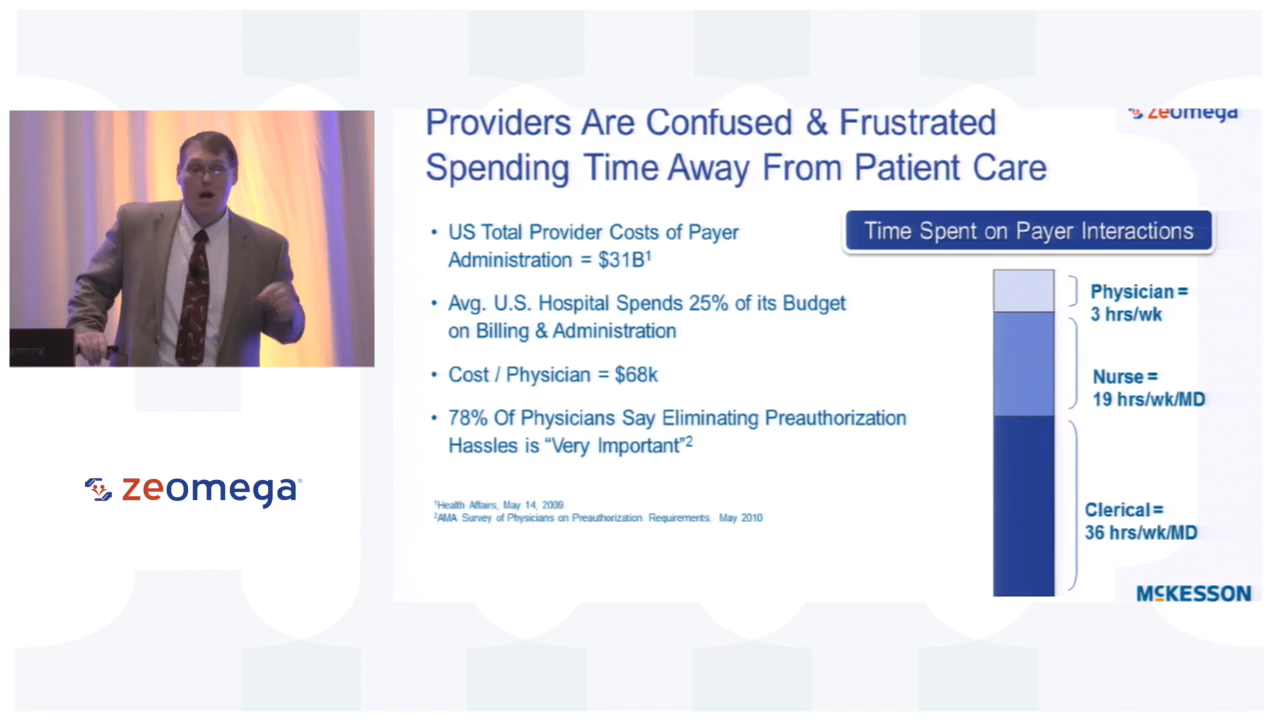 Providers Are Confused & Frustrated
Spending Time Away From Patient Care
zeomega
• US Total Provider Costs of Payer
Administration = $31B¹
• Avg. U.S. Hospital Spends 25% of its Budget
on Billing & Administration
• Cost / Physician = $68k
• 78% Of Physicians Say Eliminating Preauthorization
Hassles is “Very Important”²
¹Health Affairs, May 14, 2009
²AMA Survey of Physicians on Preauthorization Requirements, May 2010
Time Spent on Payer Interactions
Physician =
3 hrs/wk
Nurse =
19 hrs/wk/MD
Clerical =
36 hrs/wk/MD
MCKESSON
zeomega®